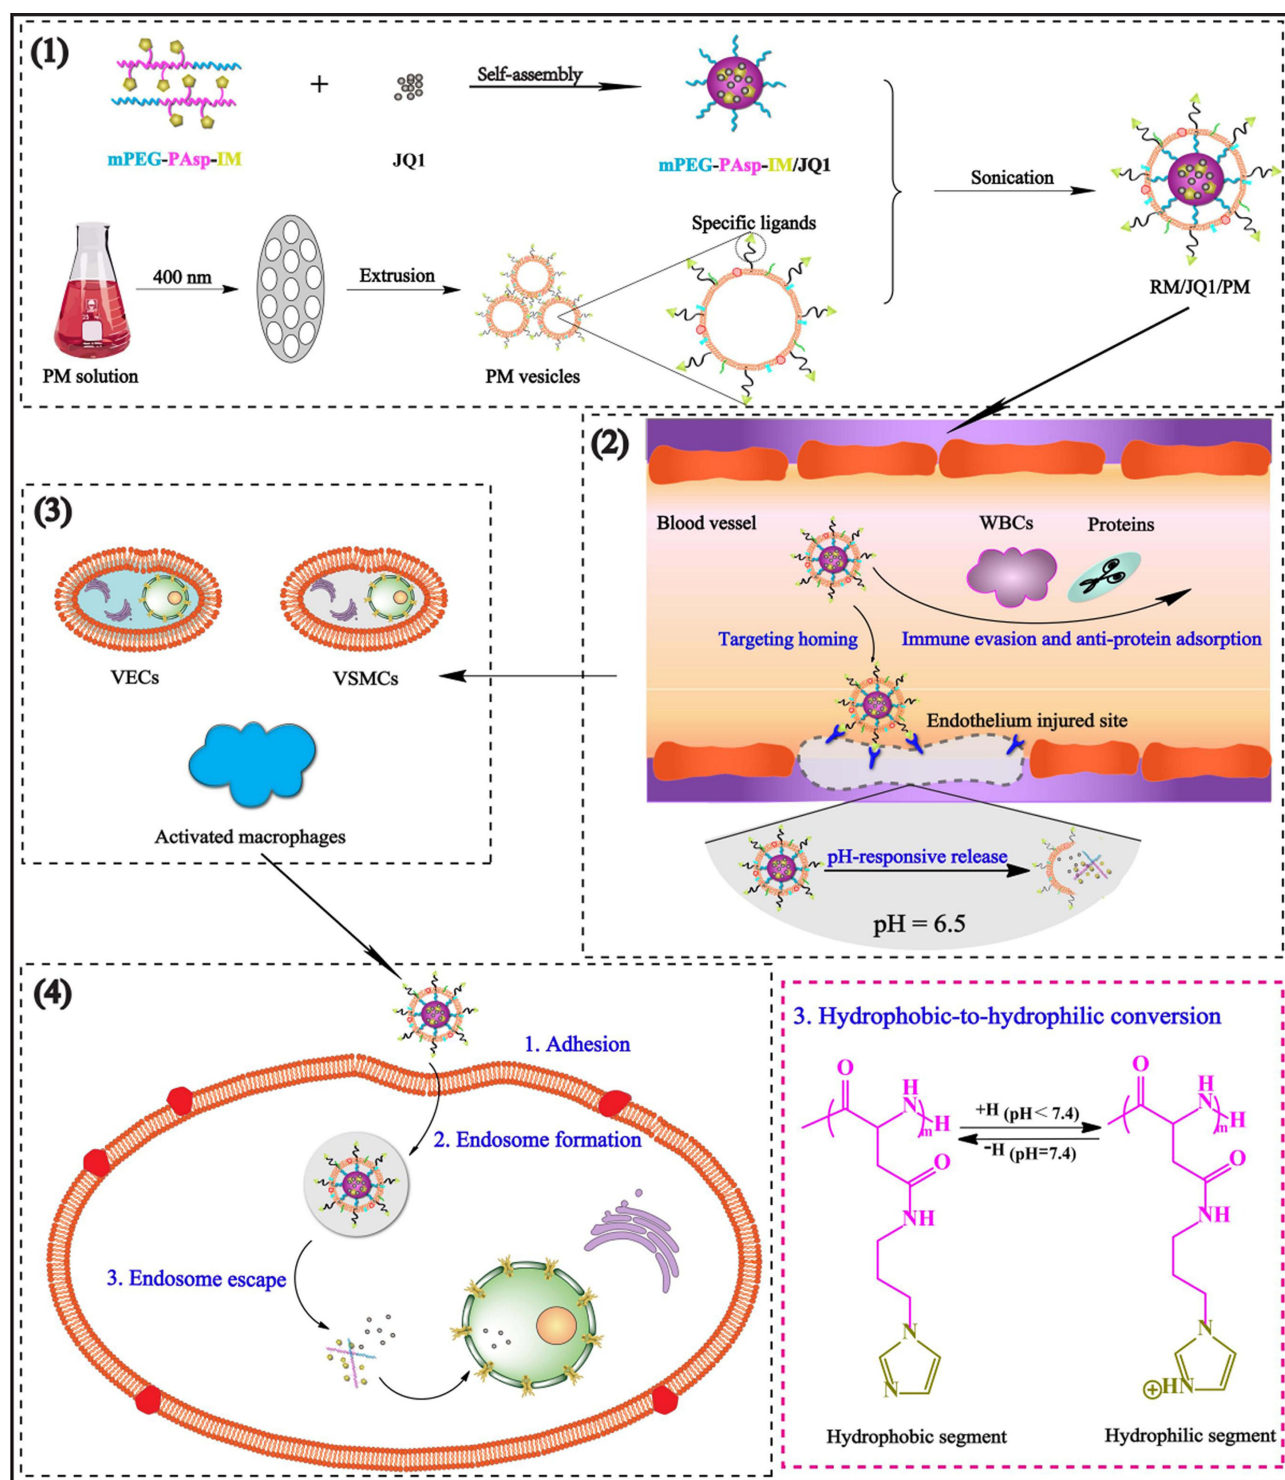 (1)
+
Self-assembly
mPEG-PAsp-IM
JQ1
mPEG-PAsp-IM/JQ1
Sonication
Specific ligands
400 nm
Extrusion
RM/JQ1/PM
PM solution
PM vesicles
(2)
Blood vessel
WBCs
Proteins
Targeting homing
Immune evasion and anti-protein adsorption
Endothelium injured site
pH-responsive release
pH = 6.5
(3)
VECs
VSMCs
Activated macrophages
(4)
1. Adhesion
2. Endosome formation
3. Endosome escape
3. Hydrophobic-to-hydrophilic conversion
O
H
N
H
m
O
NH
N
N
+H (pH< 7.4)
-H (pH=7.4)
O
H
N
H
m
O
NH
N
⊕HN
Hydrophobic segment
Hydrophilic segment